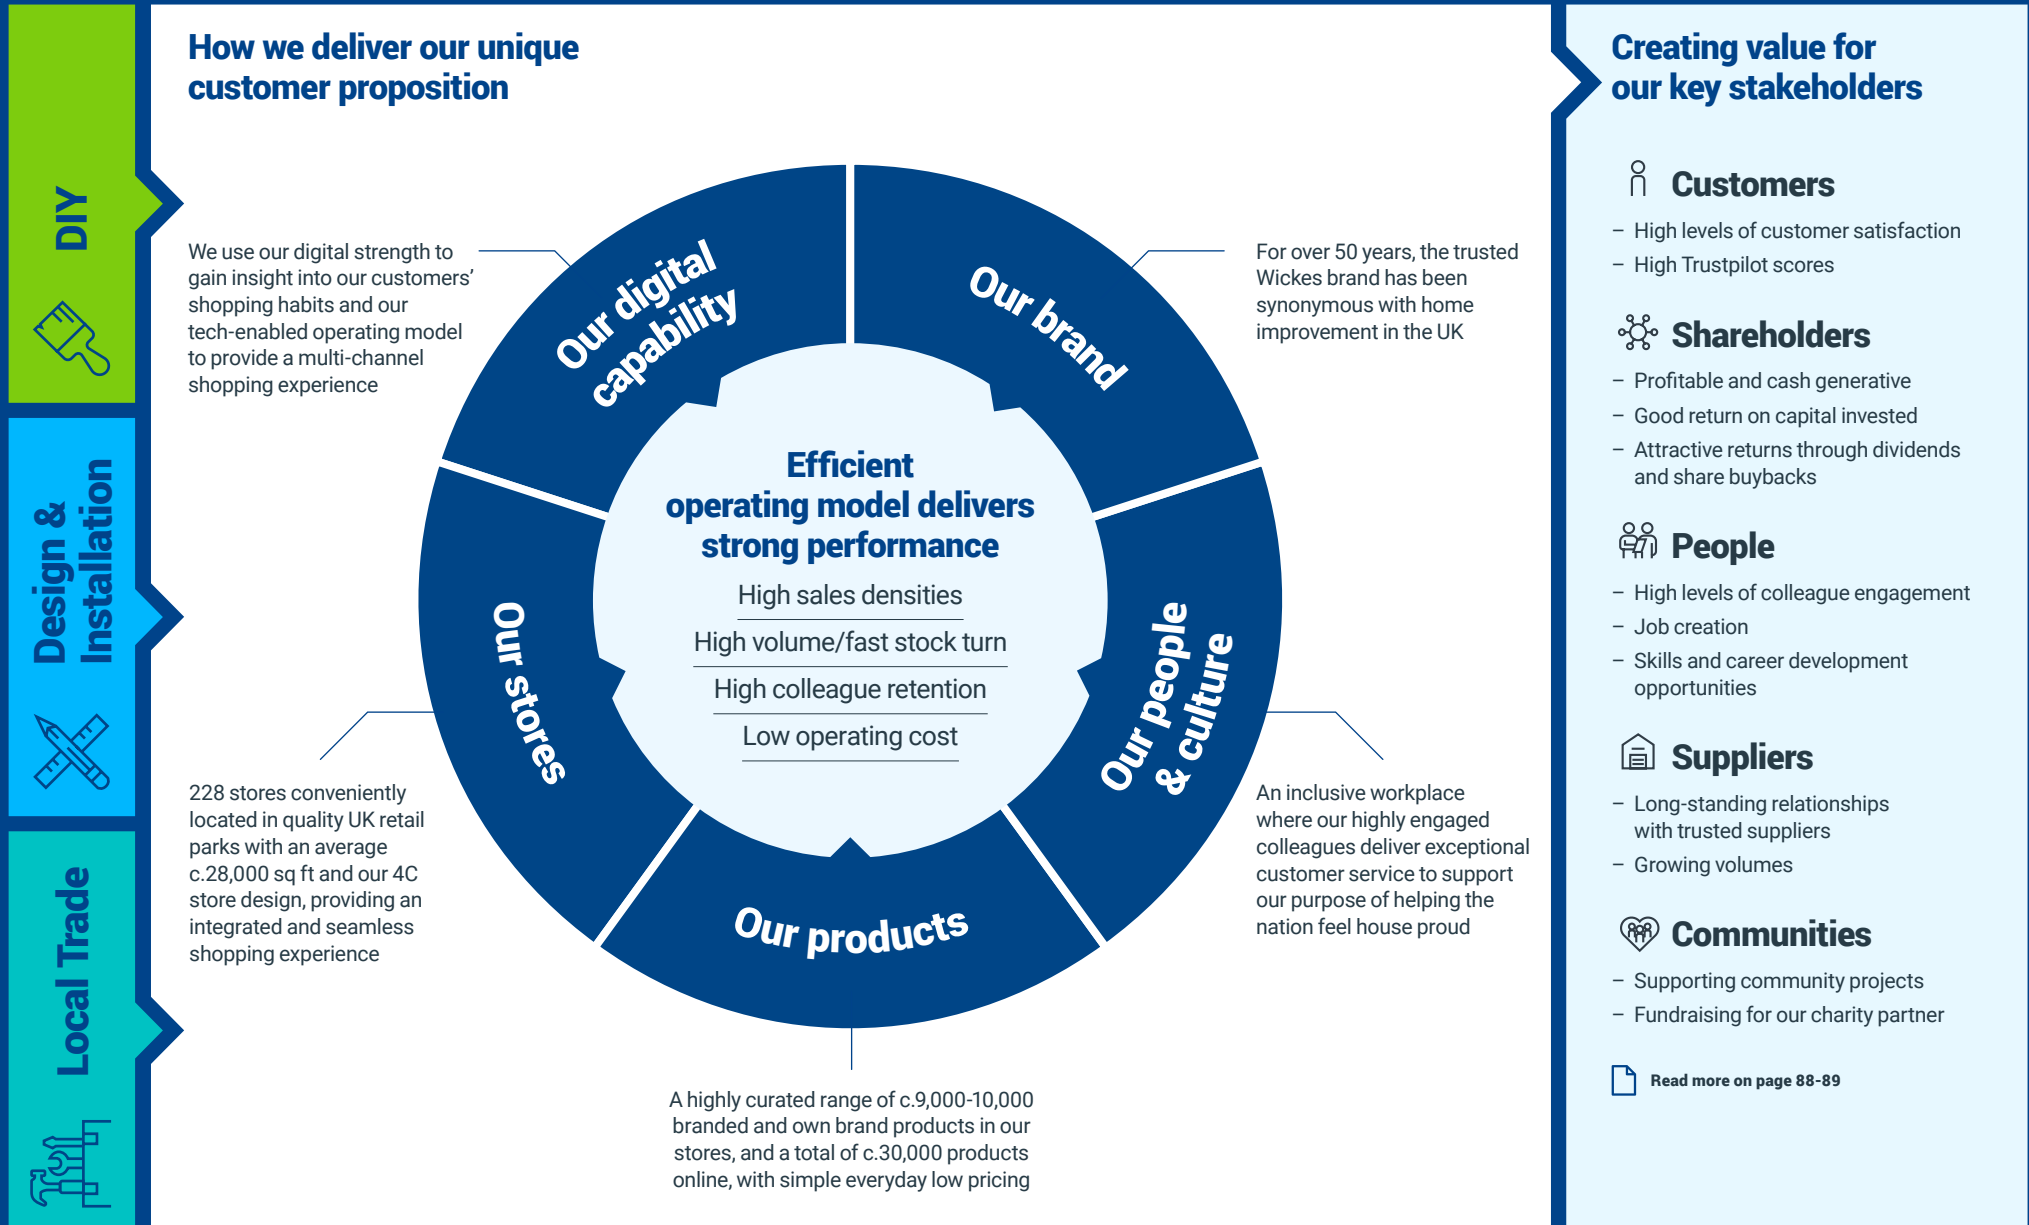 DIY
Design &
Installation
Local Trade
How we deliver our unique
customer proposition
We use our digital strength to
gain insight into our customers’
shopping habits and our
tech-enabled operating model
to provide a multi-channel
shopping experience
Our digital
capability
Our brand
For over 50 years, the trusted
Wickes brand has been
synonymous with home
improvement in the UK
Efficient
operating model delivers
strong performance
High sales densities
High volume/fast stock turn
High colleague retention
Low operating cost
Our stores
228 stores conveniently
located in quality UK retail
parks with an average
c.28,000 sq ft and our 4C
store design, providing an
integrated and seamless
shopping experience
Our people
& culture
An inclusive workplace
where our highly engaged
colleagues deliver exceptional
customer service to support
our purpose of helping the
nation feel house proud
Our products
A highly curated range of c.9,000-10,000
branded and own brand products in our
stores, and a total of c.30,000 products
online, with simple everyday low pricing
Creating value for
our key stakeholders
Customers
– High levels of customer satisfaction
– High Trustpilot scores
Shareholders
– Profitable and cash generative
– Good return on capital invested
– Attractive returns through dividends
and share buybacks
People
– High levels of colleague engagement
– Job creation
– Skills and career development
opportunities
Suppliers
– Long-standing relationships
with trusted suppliers
– Growing volumes
Communities
– Supporting community projects
– Fundraising for our charity partner
Read more on page 88-89